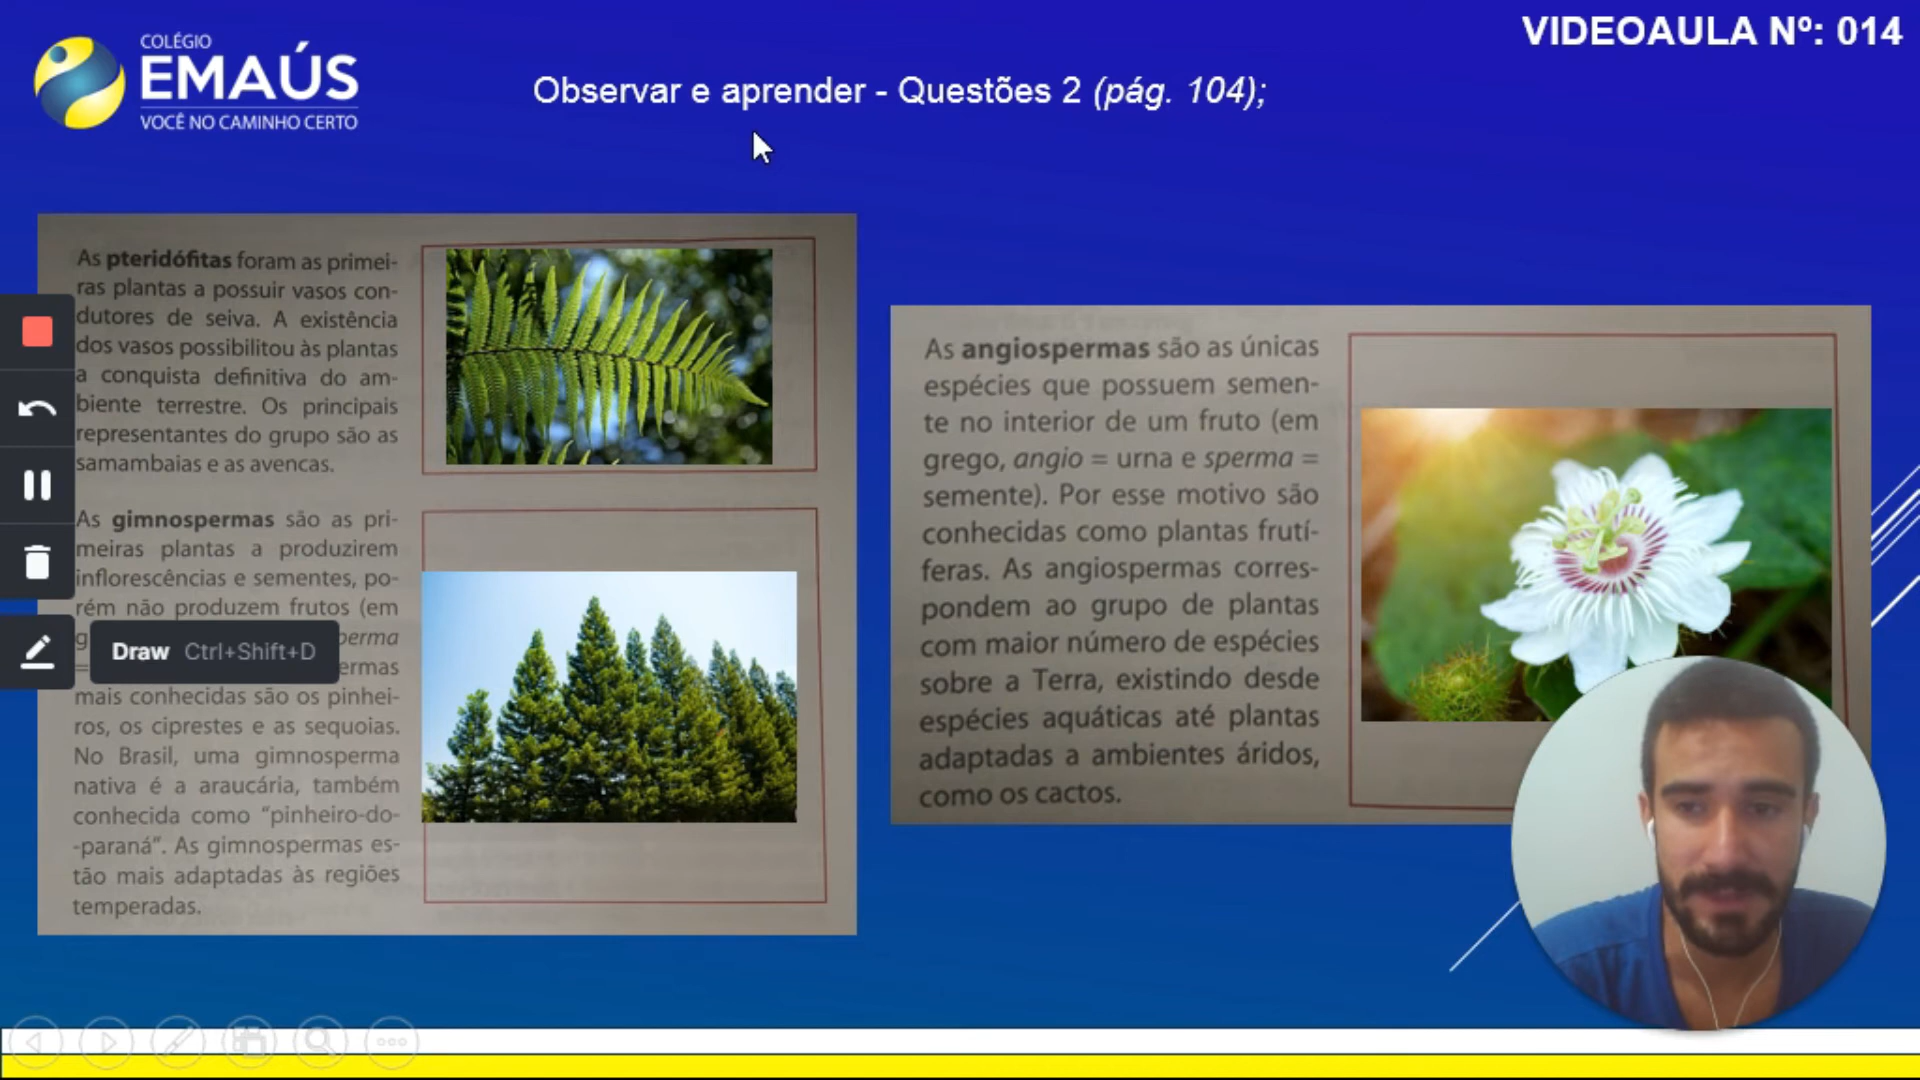 COLÉGIO
EMAÚS
VOCÊ NO CAMINHO CERTO
VIDEOAULA Nº: 014
Observar e aprender - Questões 2 (pág. 104);
As pteridófitas foram as primei-
ras plantas a possuir vasos con-
dutores de seiva. A existência
dos vasos possibilitou às plantas
a conquista definitiva do am-
biente terrestre. Os principais
representantes do grupo são as
samambaias e as avencas.
As gimnospermas são as pri-
meiras plantas a produzirem
inflorescências e sementes, po-
rém não produzem frutos (em
Draw Ctrl+Shift+D
mais conhecidas são os pinhei-
ros, os ciprestes e as sequoias.
No Brasil, uma gimnosperma
nativa é a araucária, também
conhecida como “pinheiro-do-
-paraná”. As gimnospermas es-
tão mais adaptadas às regiões
temperadas.
As angiospermas são as únicas
espécies que possuem semen-
te no interior de um fruto (em
grego, angio = urna e sperma =
semente). Por esse motivo são
conhecidas como plantas frutí-
feras. As angiospermas corres-
pondem ao grupo de plantas
com maior número de espécies
sobre a Terra, existindo desde
espécies aquáticas até plantas
adaptadas a ambientes áridos,
como os cactos.